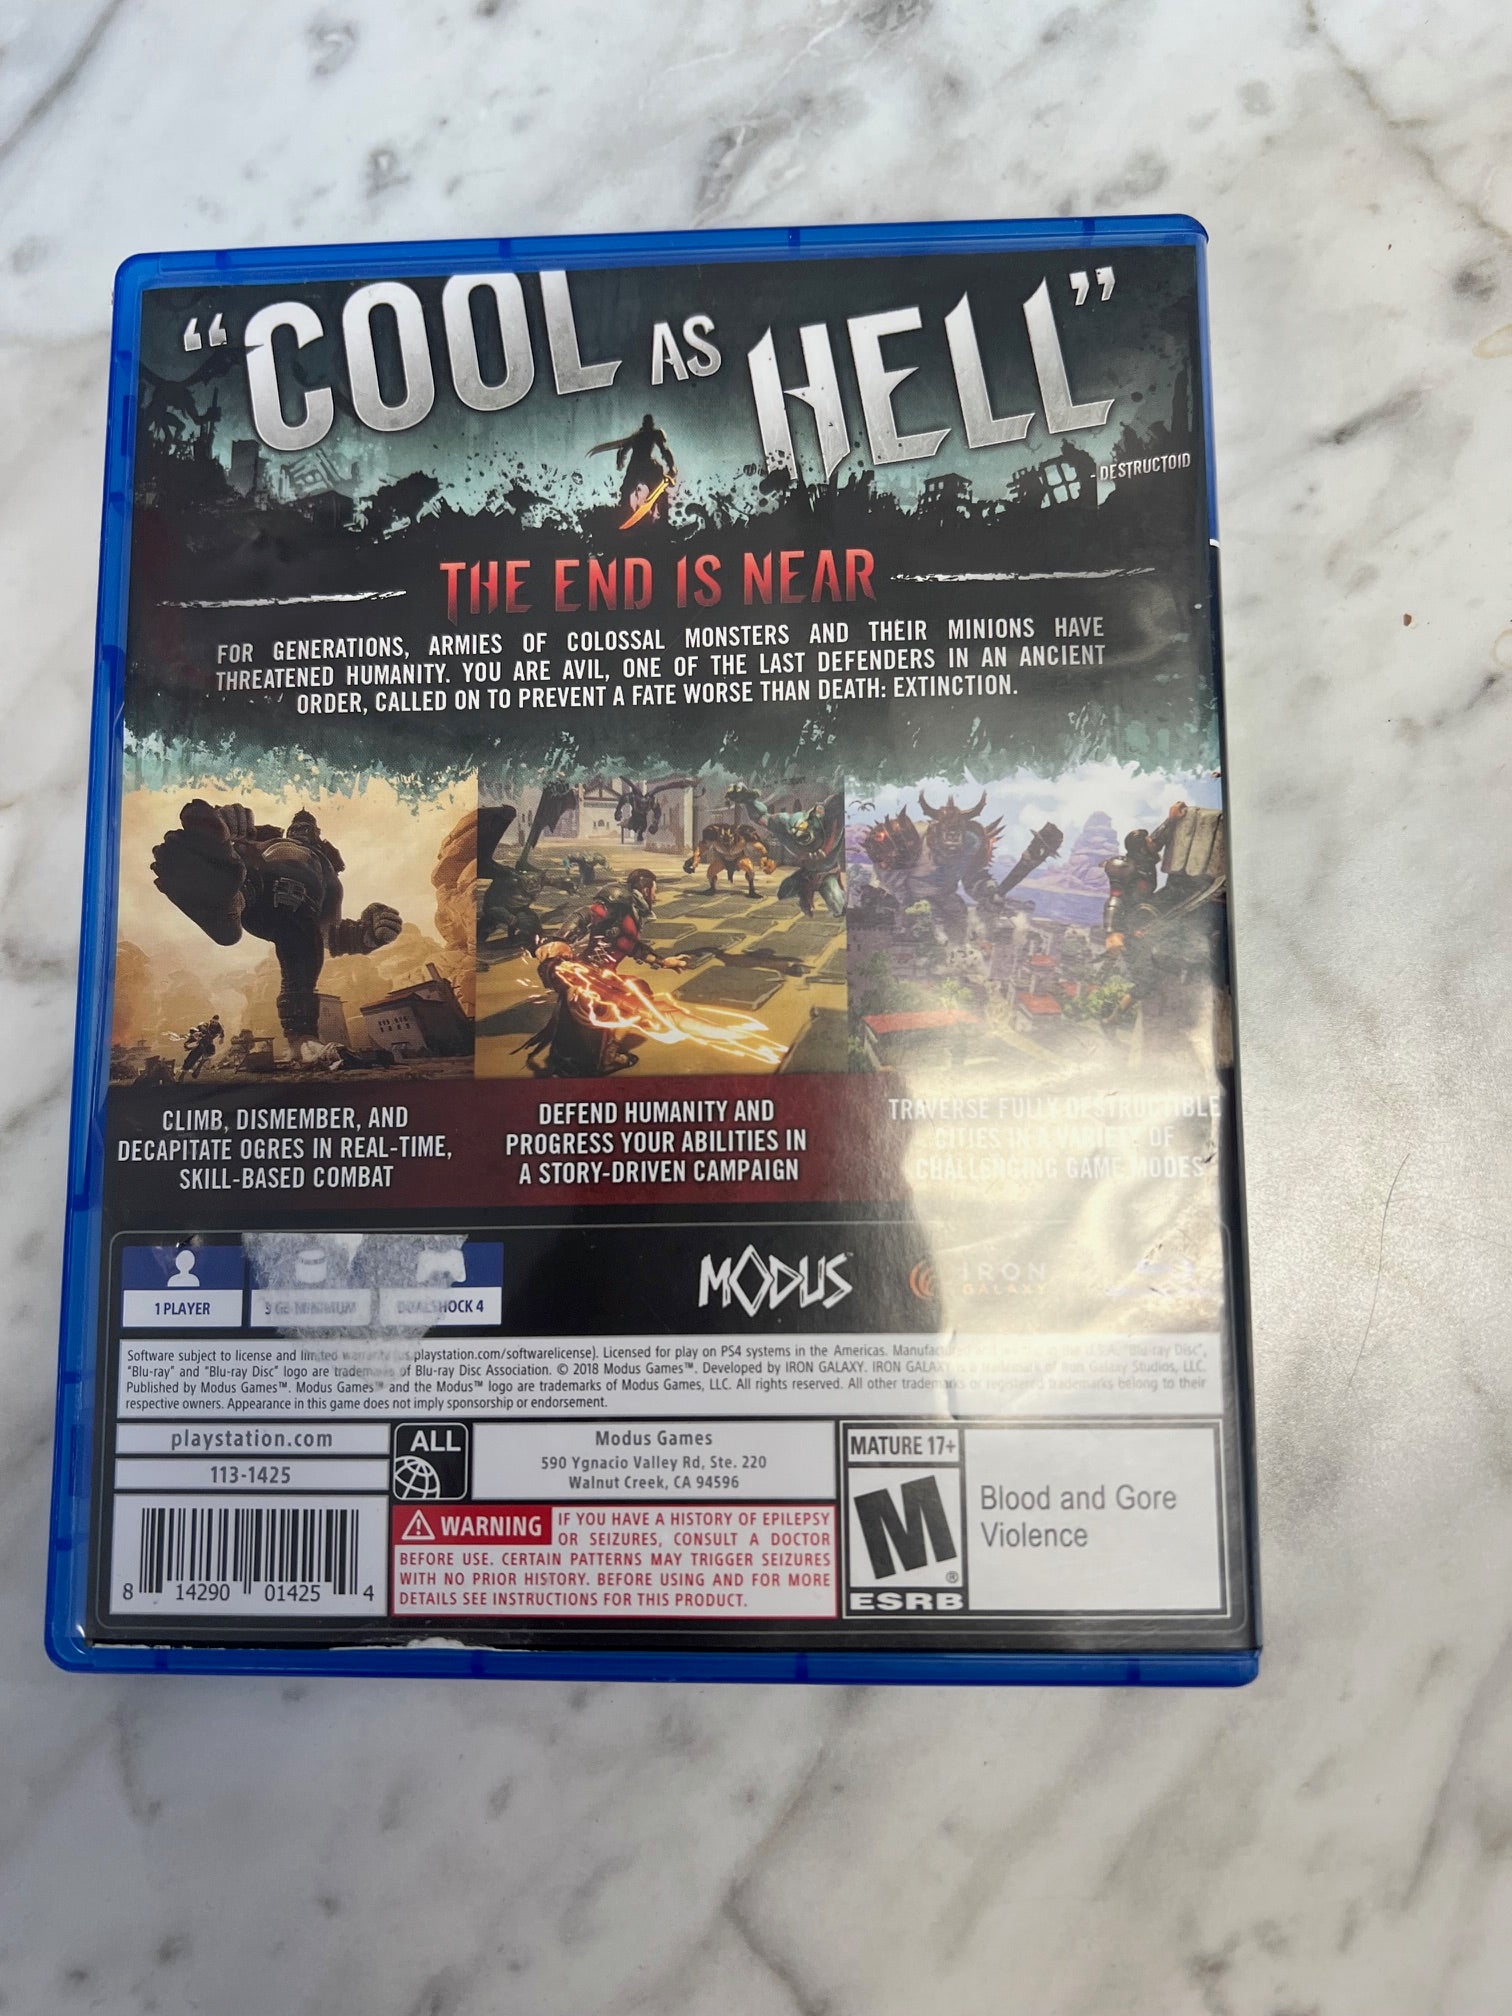 “COOL AS HELL”
- DESTRUCTOID
THE END IS NEAR
FOR GENERATIONS, ARMIES OF COLOSSAL MONSTERS AND THEIR MINIONS HAVE
THREATENED HUMANITY. YOU ARE AVIL, ONE OF THE LAST DEFENDERS IN AN ANCIENT
ORDER, CALLED ON TO PREVENT A FATE WORSE THAN DEATH: EXTINCTION.
CLIMB, DISMEMBER, AND
DECAPITATE OGRES IN REAL-TIME,
SKILL-BASED COMBAT
DEFEND HUMANITY AND
PROGRESS YOUR ABILITIES IN
A STORY-DRIVEN CAMPAIGN
TRAVERSE FULLY DESTRUCTIBLE
CITIES IN A VARIETY OF
CHALLENGING GAME MODES
1 PLAYER
GB MINIMUM
DUALSHOCK 4
MODUS
IRON
GALAXY
Software subject to license and limited warranty (us.playstation.com/softwarelicense). Licensed for play on PS4 systems in the Americas. Manufactured and printed in the U.S.A. "Blu-ray Disc",
"Blu-ray" and "Blu-ray Disc" logo are trademarks of Blu-ray Disc Association. © 2018 Modus Games™. Developed by IRON GALAXY. IRON GALAXY is a trademark of Iron Galaxy Studios, LLC.
Published by Modus Games™. Modus Games™ and the Modus™ logo are trademarks of Modus Games, LLC. All rights reserved. All other trademarks or registered trademarks belong to their
respective owners. Appearance in this game does not imply sponsorship or endorsement.
playstation.com
113-1425
8 14290 01425 4
ALL
Modus Games
590 Ygnacio Valley Rd, Ste. 220
Walnut Creek, CA 94596
WARNING IF YOU HAVE A HISTORY OF EPILEPSY
OR SEIZURES, CONSULT A DOCTOR
BEFORE USE. CERTAIN PATTERNS MAY TRIGGER SEIZURES
WITH NO PRIOR HISTORY. BEFORE USING AND FOR MORE
DETAILS SEE INSTRUCTIONS FOR THIS PRODUCT.
MATURE 17+
M®
ESRB
Blood and Gore
Violence